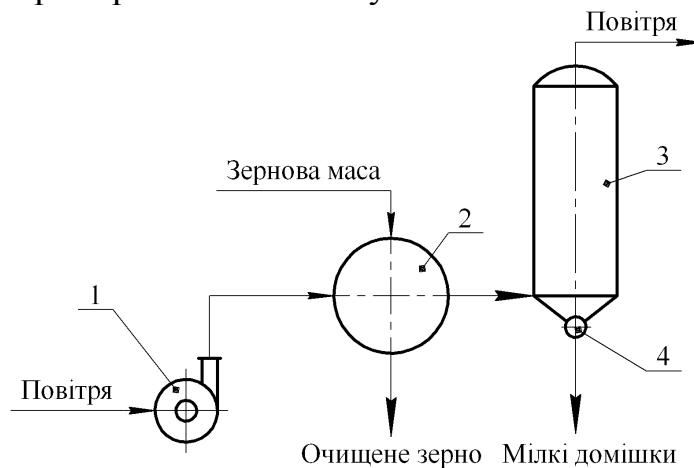 Повітря
3
Зернова маса
2
1
4
Повітря
Очищене зерно
Мілкі домішки